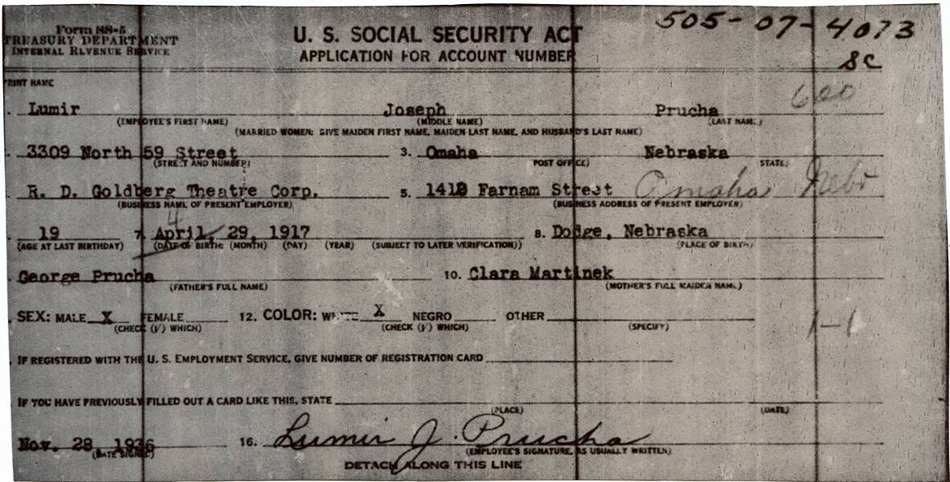 Form SS-5
TREASURY DEPARTMENT
INTERNAL REVENUE SERVICE
U. S. SOCIAL SECURITY ACT
APPLICATION FOR ACCOUNT NUMBER
505-07-4073
SC
PRINT NAME
Lumir Joseph Prucha 600
(EMPLOYEE'S FIRST NAME) (MIDDLE NAME) (LAST NAME)
(MARRIED WOMEN: GIVE MAIDEN FIRST NAME, MAIDEN LAST NAME, AND HUSBAND'S LAST NAME)
3309 North 59 Street 3. Omaha Nebraska
(STREET AND NUMBER) POST OFFICE) STATE)
R. D. Goldberg Theatre Corp. 5. Farnam Street Omaha Nebr
(BUSINESS NAME OF PRESENT EMPLOYER) (BUSINESS ADDRESS OF PRESENT EMPLOYER)
4
19 7. April, 29, 1917 8. Dodge, Nebraska
(AGE AT LAST BIRTHDAY) (DATE OF BIRTH: (MONTH) (DAY) (YEAR) (SUBJECT TO LATER VERIFICATION)) (PLACE OF BIRTH)
George Prucha 10. Clara Martinek
(FATHER'S FULL NAME) (MOTHER'S FULL MAIDEN NAME)
SEX: MALE X FEMALE 12. COLOR: WHITE X NEGRO OTHER 1-1
(CHECK (√) WHICH) (CHECK (√) WHICH) (SPECIFY)
IF REGISTERED WITH THE U. S. EMPLOYMENT SERVICE, GIVE NUMBER OF REGISTRATION CARD
IF YOU HAVE PREVIOUSLY FILLED OUT A CARD LIKE THIS, STATE
(PLACE) (DATE)
Nov. 28 1936 16. Lumir J. Prucha
(DATE SIGNED) (EMPLOYEE'S SIGNATURE, AS USUALLY WRITTEN)
DETACH ALONG THIS LINE